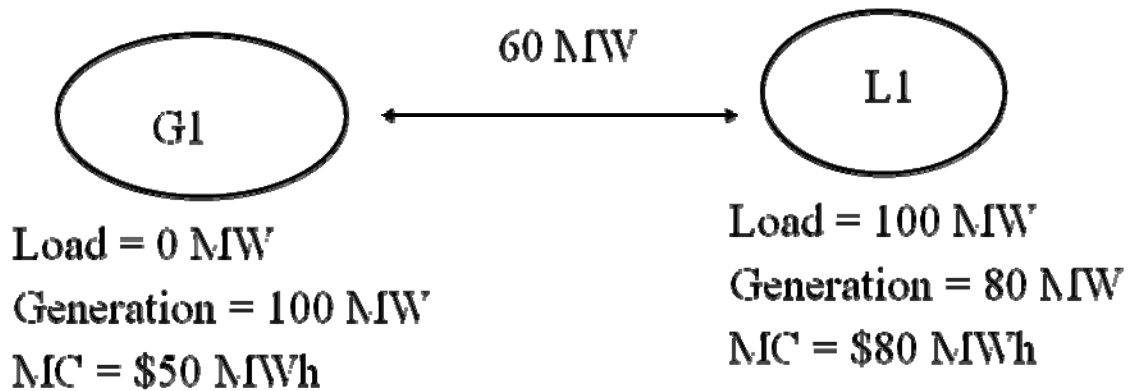 60 MW
G1
L1
Load = 0 MW
Generation = 100 MW
MC = $50 MWh
Load = 100 MW
Generation = 80 MW
MC = $80 MWh